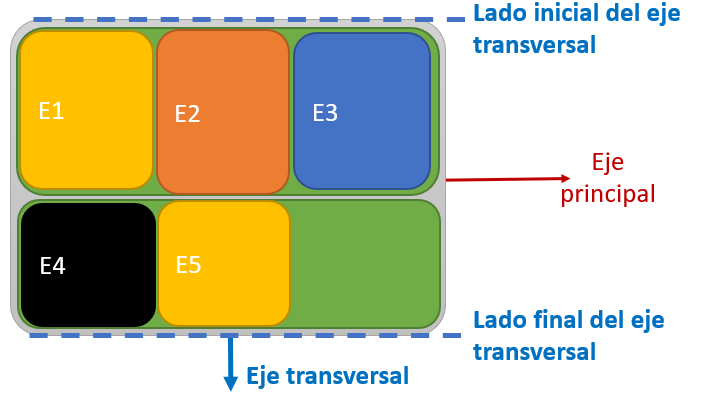 Lado inicial del eje
transversal
E1
E2
E3
Eje
principal
E4
E5
Lado final del eje
transversal
Eje transversal